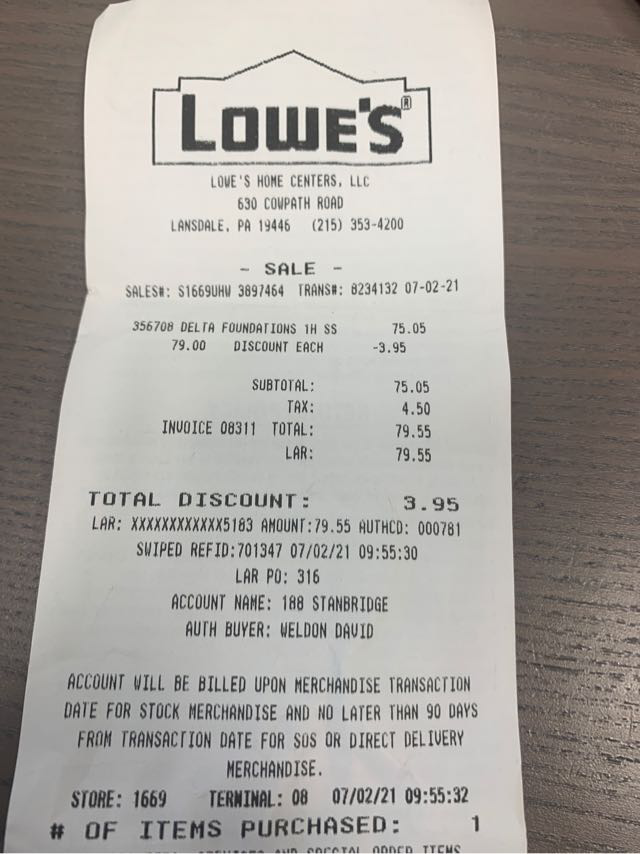 LOWE'S®
LOWE'S HOME CENTERS, LLC
630 COWPATH ROAD
LANSDALE, PA 19446 (215) 353-4200
- SALE -
SALES#: S1669UHW 3897464 TRANS#: 8234132 07-02-21
356708 DELTA FOUNDATIONS 1H SS 75.05
79.00 DISCOUNT EACH -3.95
SUBTOTAL: 75.05
TAX: 4.50
INVOICE 08311 TOTAL: 79.55
LAR: 79.55
TOTAL DISCOUNT: 3.95
LAR: XXXXXXXXXXXX5183 AMOUNT:79.55 AUTHCD: 000781
SWIPED REFID:701347 07/02/21 09:55:30
LAR PO: 316
ACCOUNT NAME: 188 STANBRIDGE
AUTH BUYER: WELDON DAVID
ACCOUNT WILL BE BILLED UPON MERCHANDISE TRANSACTION
DATE FOR STOCK MERCHANDISE AND NO LATER THAN 90 DAYS
FROM TRANSACTION DATE FOR SOS OR DIRECT DELIVERY
MERCHANDISE.
STORE: 1669 TERMINAL: 08 07/02/21 09:55:32
# OF ITEMS PURCHASED: 1
AND SPECIAL ORDER ITEMS